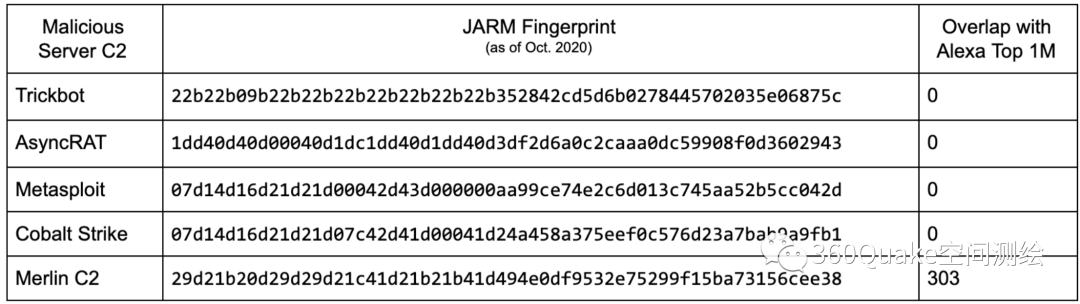 Malicious
Server C2
JARM Fingerprint
(as of Oct. 2020)
Overlap with
Alexa Top 1M
Trickbot 22b22b09b22b22b22b22b22b22b22b352842cd5d6b0278445702035e06875c 0
AsyncRAT 1dd40d40d00040d1dc1dd40d1dd40d3df2d6a0c2caaa0dc59908f0d3602943 0
Metasploit 07d14d16d21d21d00042d43d000000aa99ce74e2c6d013c745aa52b5cc042d 0
Cobalt Strike 07d14d16d21d21d07c42d41d00041d24a458a375eef0c576d23a7bab9a9fb1 0
360Quake空间测绘
Merlin C2 29d21b20d29d29d21c41d21b21b41d494e0df9532e75299f15ba73156cee38 303